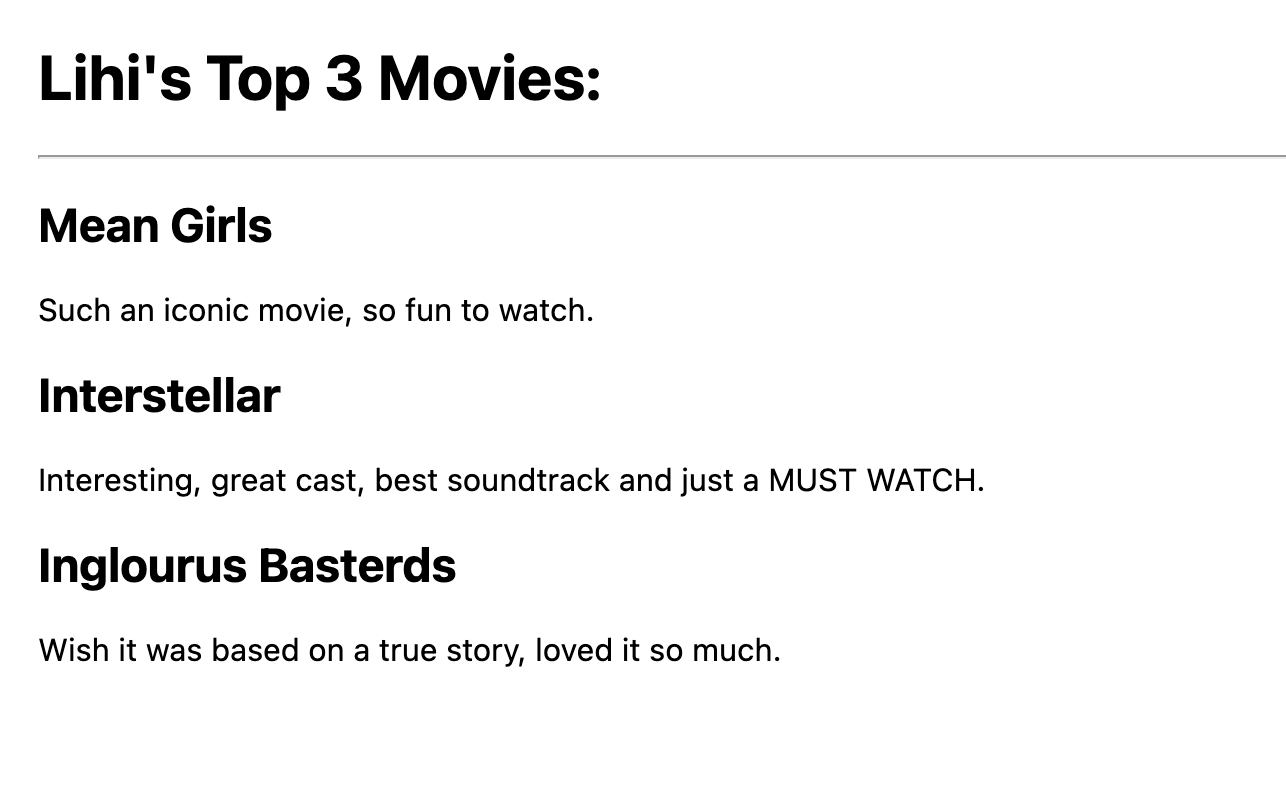 Lihi's Top 3 Movies:
Mean Girls
Such an iconic movie, so fun to watch.
Interstellar
Interesting, great cast, best soundtrack and just a MUST WATCH.
Inglourus Basterds
Wish it was based on a true story, loved it so much.